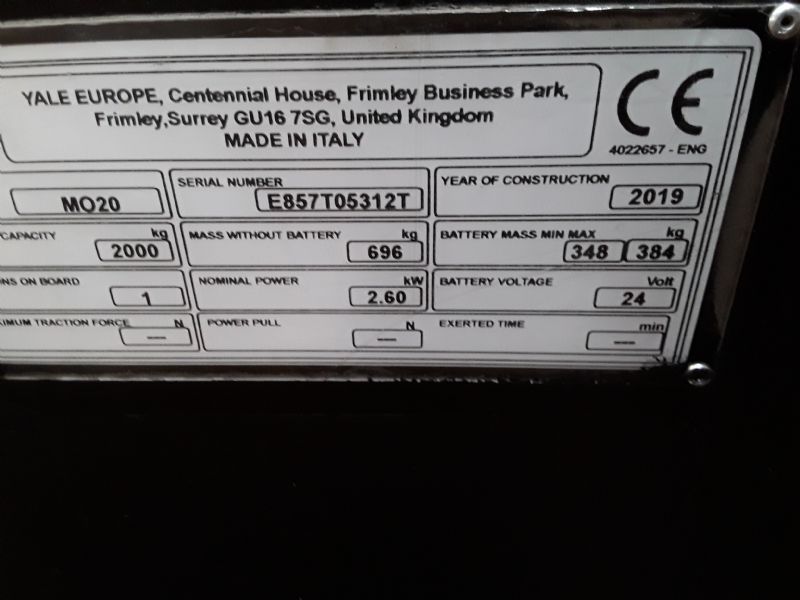 YALE EUROPE, Centennial House, Frimley Business Park,
Frimley,Surrey GU16 7SG, United Kingdom
MADE IN ITALY
CE
4022657 - ENG
MO20
SERIAL NUMBER
E857T05312T
YEAR OF CONSTRUCTION
2019
CAPACITY kg
2000
MASS WITHOUT BATTERY kg
696
BATTERY MASS MIN MAX kg
348 384
NS ON BOARD
1
NOMINAL POWER kW
2.60
BATTERY VOLTAGE Volt
24
IMUM TRACTION FORCE N
---
POWER PULL N
---
EXERTED TIME min
---